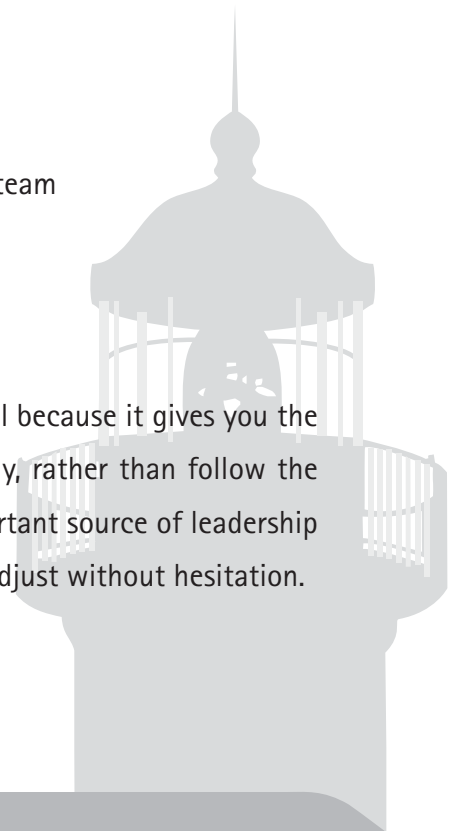 team
l because it gives you the
y, rather than follow the
rtant source of leadership
djust without hesitation.